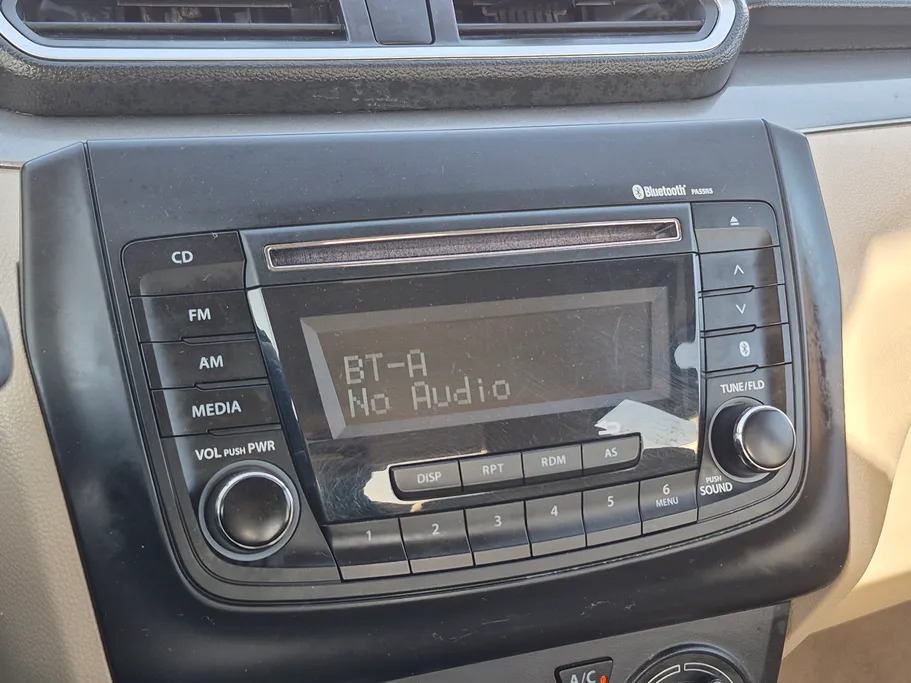 Bluetooth PASSRS
CD
FM
AM
MEDIA
BT-A
No Audio
VOL PUSH PWR
TUNE/FLD
PUSH
SOUND
DISP
RPT
RDM
AS
1
2
3
4
5
6
MENU
A/C